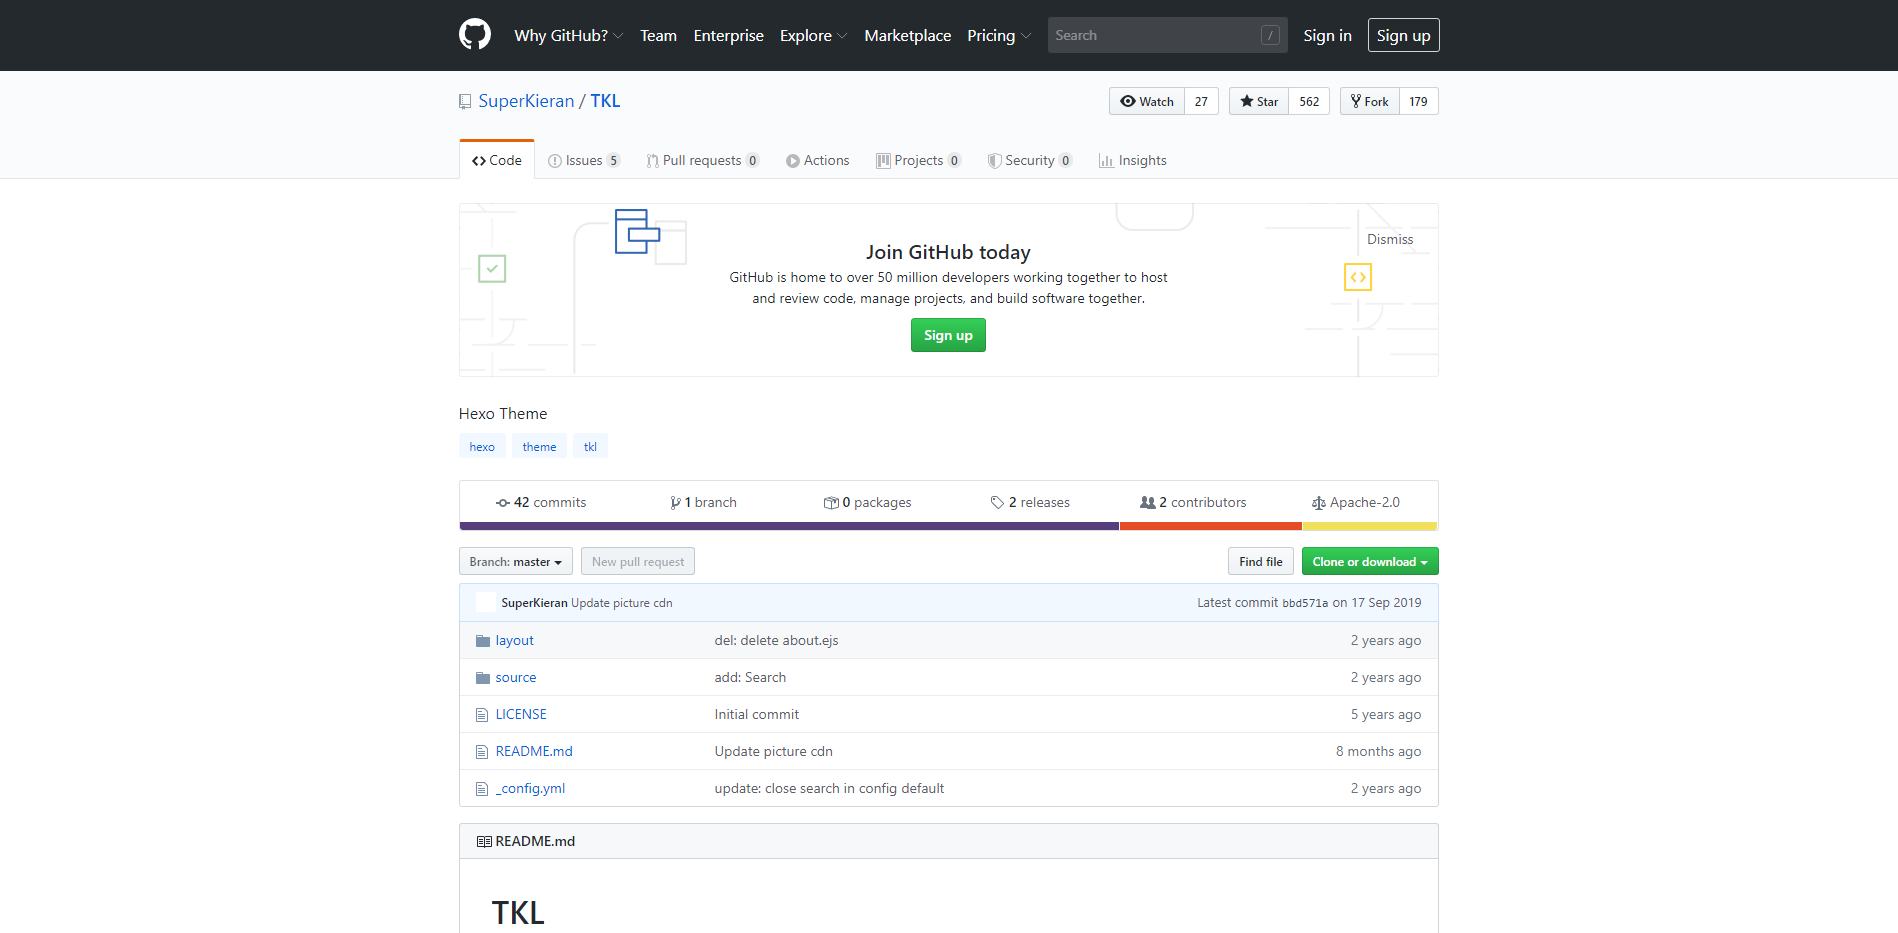 Why GitHub? Team Enterprise Explore Marketplace Pricing Search / Sign in Sign up
SuperKieran / TKL Watch 27 Star 562 Fork 179
Code Issues 5 Pull requests 0 Actions Projects 0 Security 0 Insights
Dismiss
Join GitHub today
GitHub is home to over 50 million developers working together to host
and review code, manage projects, and build software together.
Sign up
Hexo Theme
hexo theme tkl
42 commits 1 branch 0 packages 2 releases 2 contributors Apache-2.0
Branch: master New pull request Find file Clone or download
SuperKieran Update picture cdn Latest commit bbd571a on 17 Sep 2019
layout del: delete about.ejs 2 years ago
source add: Search 2 years ago
LICENSE Initial commit 5 years ago
README.md Update picture cdn 8 months ago
_config.yml update: close search in config default 2 years ago
README.md
TKL